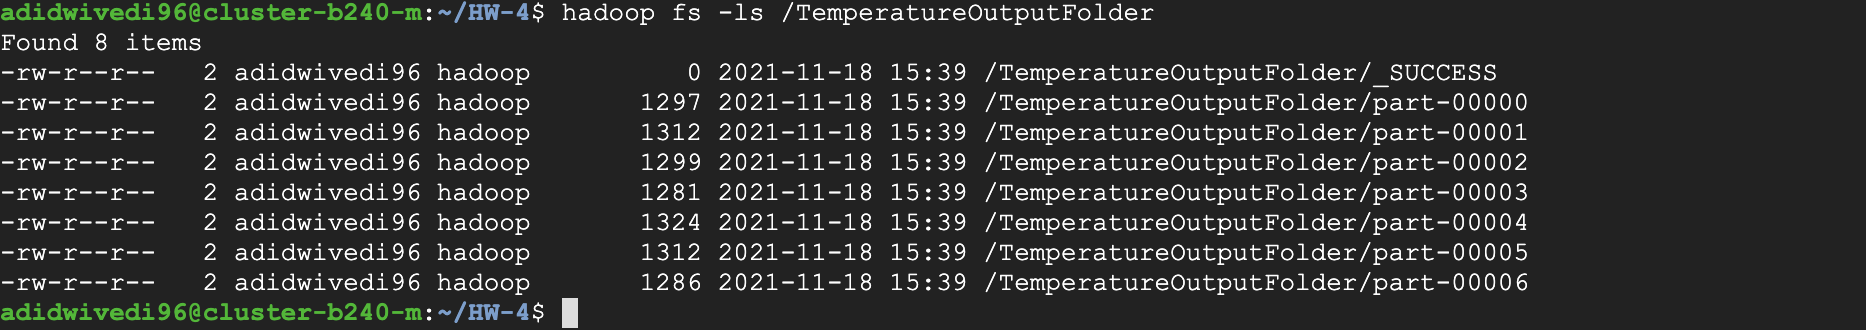 adidwivedi96@cluster-b240-m:~/HW-4$ hadoop fs -ls /TemperatureOutputFolder
Found 8 items
-rw-r--r--   2 adidwivedi96 hadoop          0 2021-11-18 15:39 /TemperatureOutputFolder/_SUCCESS
-rw-r--r--   2 adidwivedi96 hadoop       1297 2021-11-18 15:39 /TemperatureOutputFolder/part-00000
-rw-r--r--   2 adidwivedi96 hadoop       1312 2021-11-18 15:39 /TemperatureOutputFolder/part-00001
-rw-r--r--   2 adidwivedi96 hadoop       1299 2021-11-18 15:39 /TemperatureOutputFolder/part-00002
-rw-r--r--   2 adidwivedi96 hadoop       1281 2021-11-18 15:39 /TemperatureOutputFolder/part-00003
-rw-r--r--   2 adidwivedi96 hadoop       1324 2021-11-18 15:39 /TemperatureOutputFolder/part-00004
-rw-r--r--   2 adidwivedi96 hadoop       1312 2021-11-18 15:39 /TemperatureOutputFolder/part-00005
-rw-r--r--   2 adidwivedi96 hadoop       1286 2021-11-18 15:39 /TemperatureOutputFolder/part-00006
adidwivedi96@cluster-b240-m:~/HW-4$